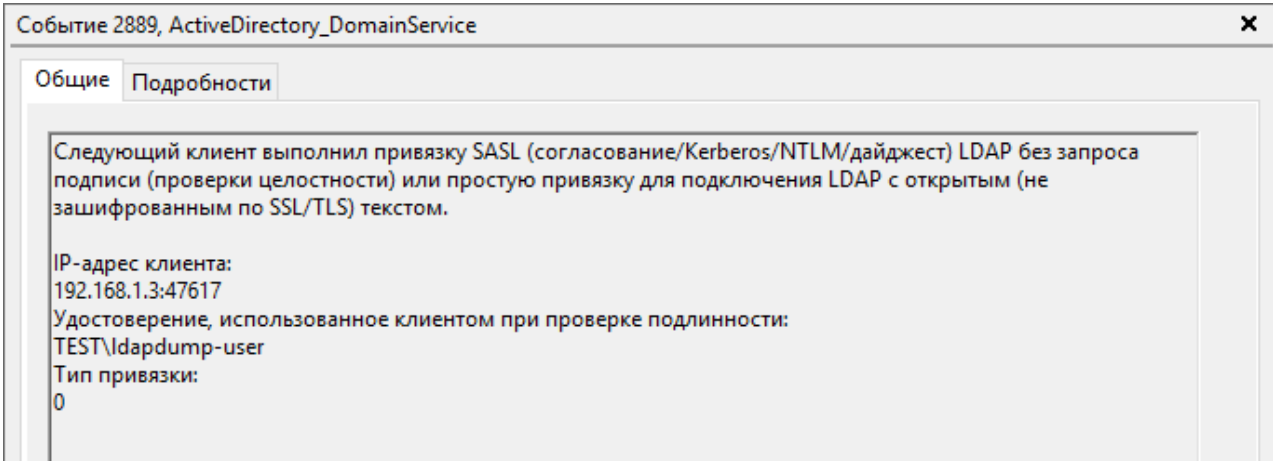 Событие 2889, ActiveDirectory_DomainService
Общие
Подробности
Следующий клиент выполнил привязку SASL (согласование/Kerberos/NTLM/дайджест) LDAP без запроса
подписи (проверки целостности) или простую привязку для подключения LDAP с открытым (не
зашифрованным по SSL/TLS) текстом.
IP-адрес клиента:
192.168.1.3:47617
Удостоверение, использованное клиентом при проверке подлинности:
TEST\ldapdump-user
Тип привязки:
0